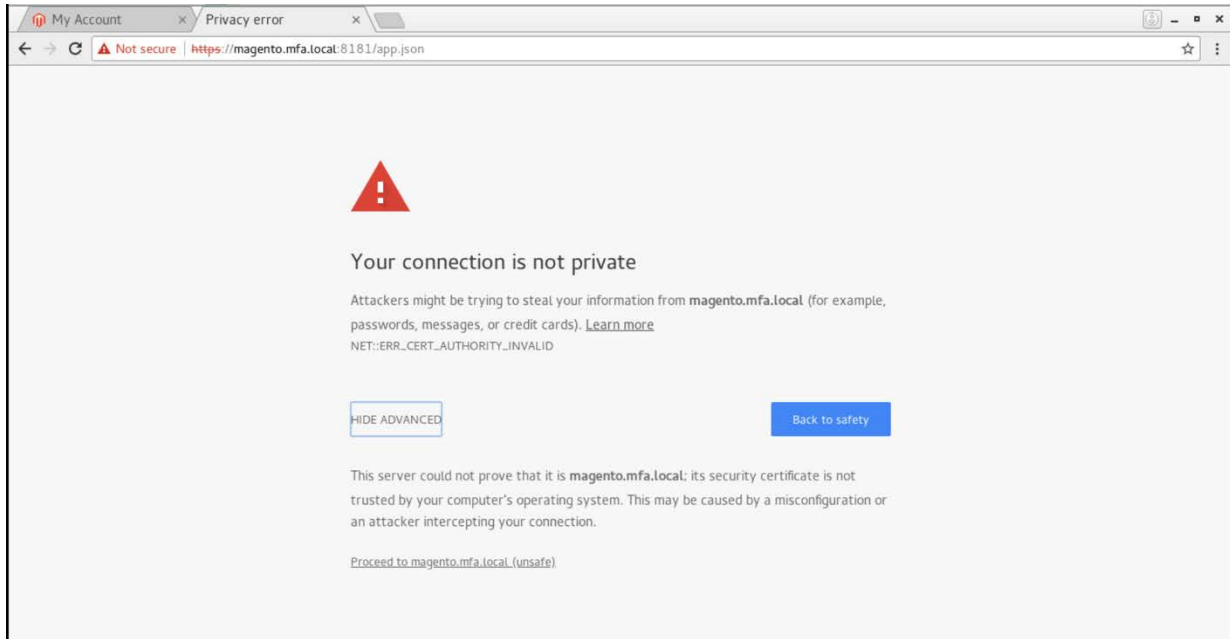 My Account
Privacy error
Not secure
https://magento.mfa.local:8181/app.json
Your connection is not private
Attackers might be trying to steal your information from magento.mfa.local (for example,
passwords, messages, or credit cards). Learn more
NET::ERR_CERT_AUTHORITY_INVALID
HIDE ADVANCED
Back to safety
This server could not prove that it is magento.mfa.local; its security certificate is not
trusted by your computer's operating system. This may be caused by a misconfiguration or
an attacker intercepting your connection.
Proceed to magento.mfa.local (unsafe)